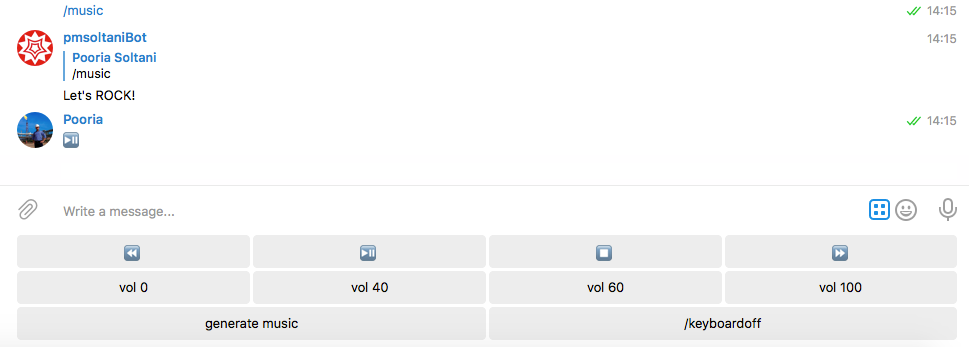 /music
14:15
pmsoltaniBot
14:15
Pooria Soltani
/music
Let's ROCK!
Pooria
14:15
Write a message...
vol 0
vol 40
vol 60
vol 100
generate music
/keyboardoff